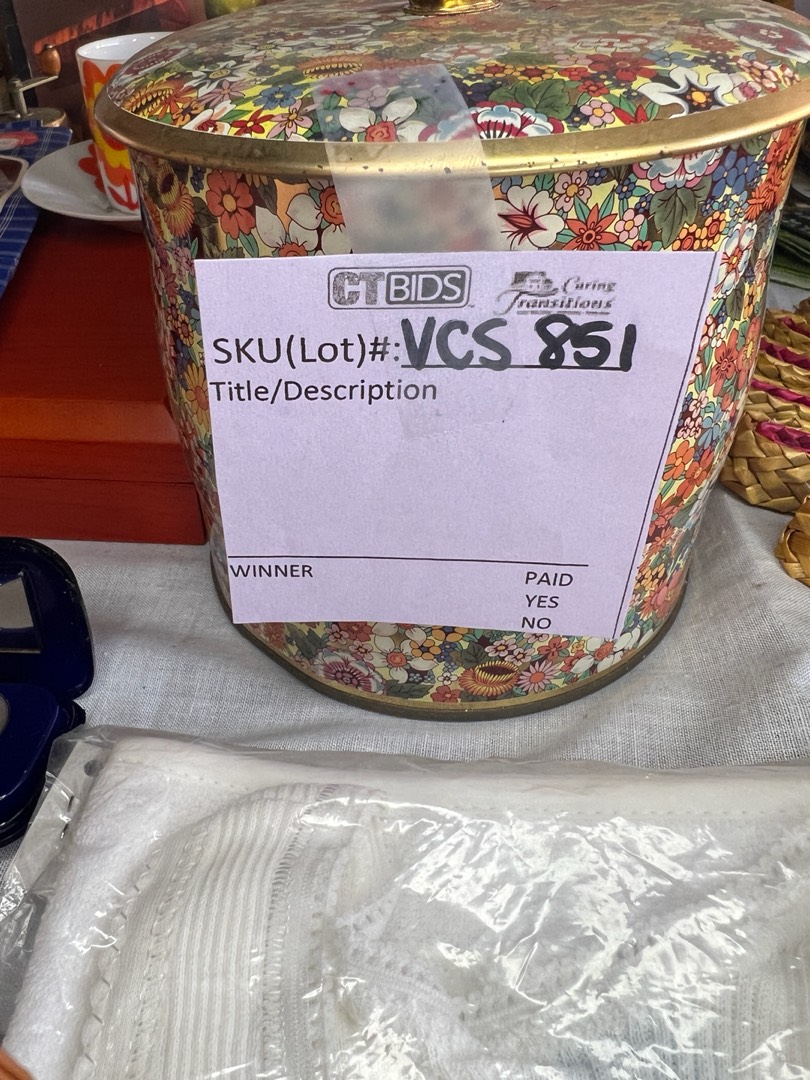 CTBIDS Caring
Transitions
SKU(Lot)#: VCS 851
Title/Description
WINNER PAID
YES
NO